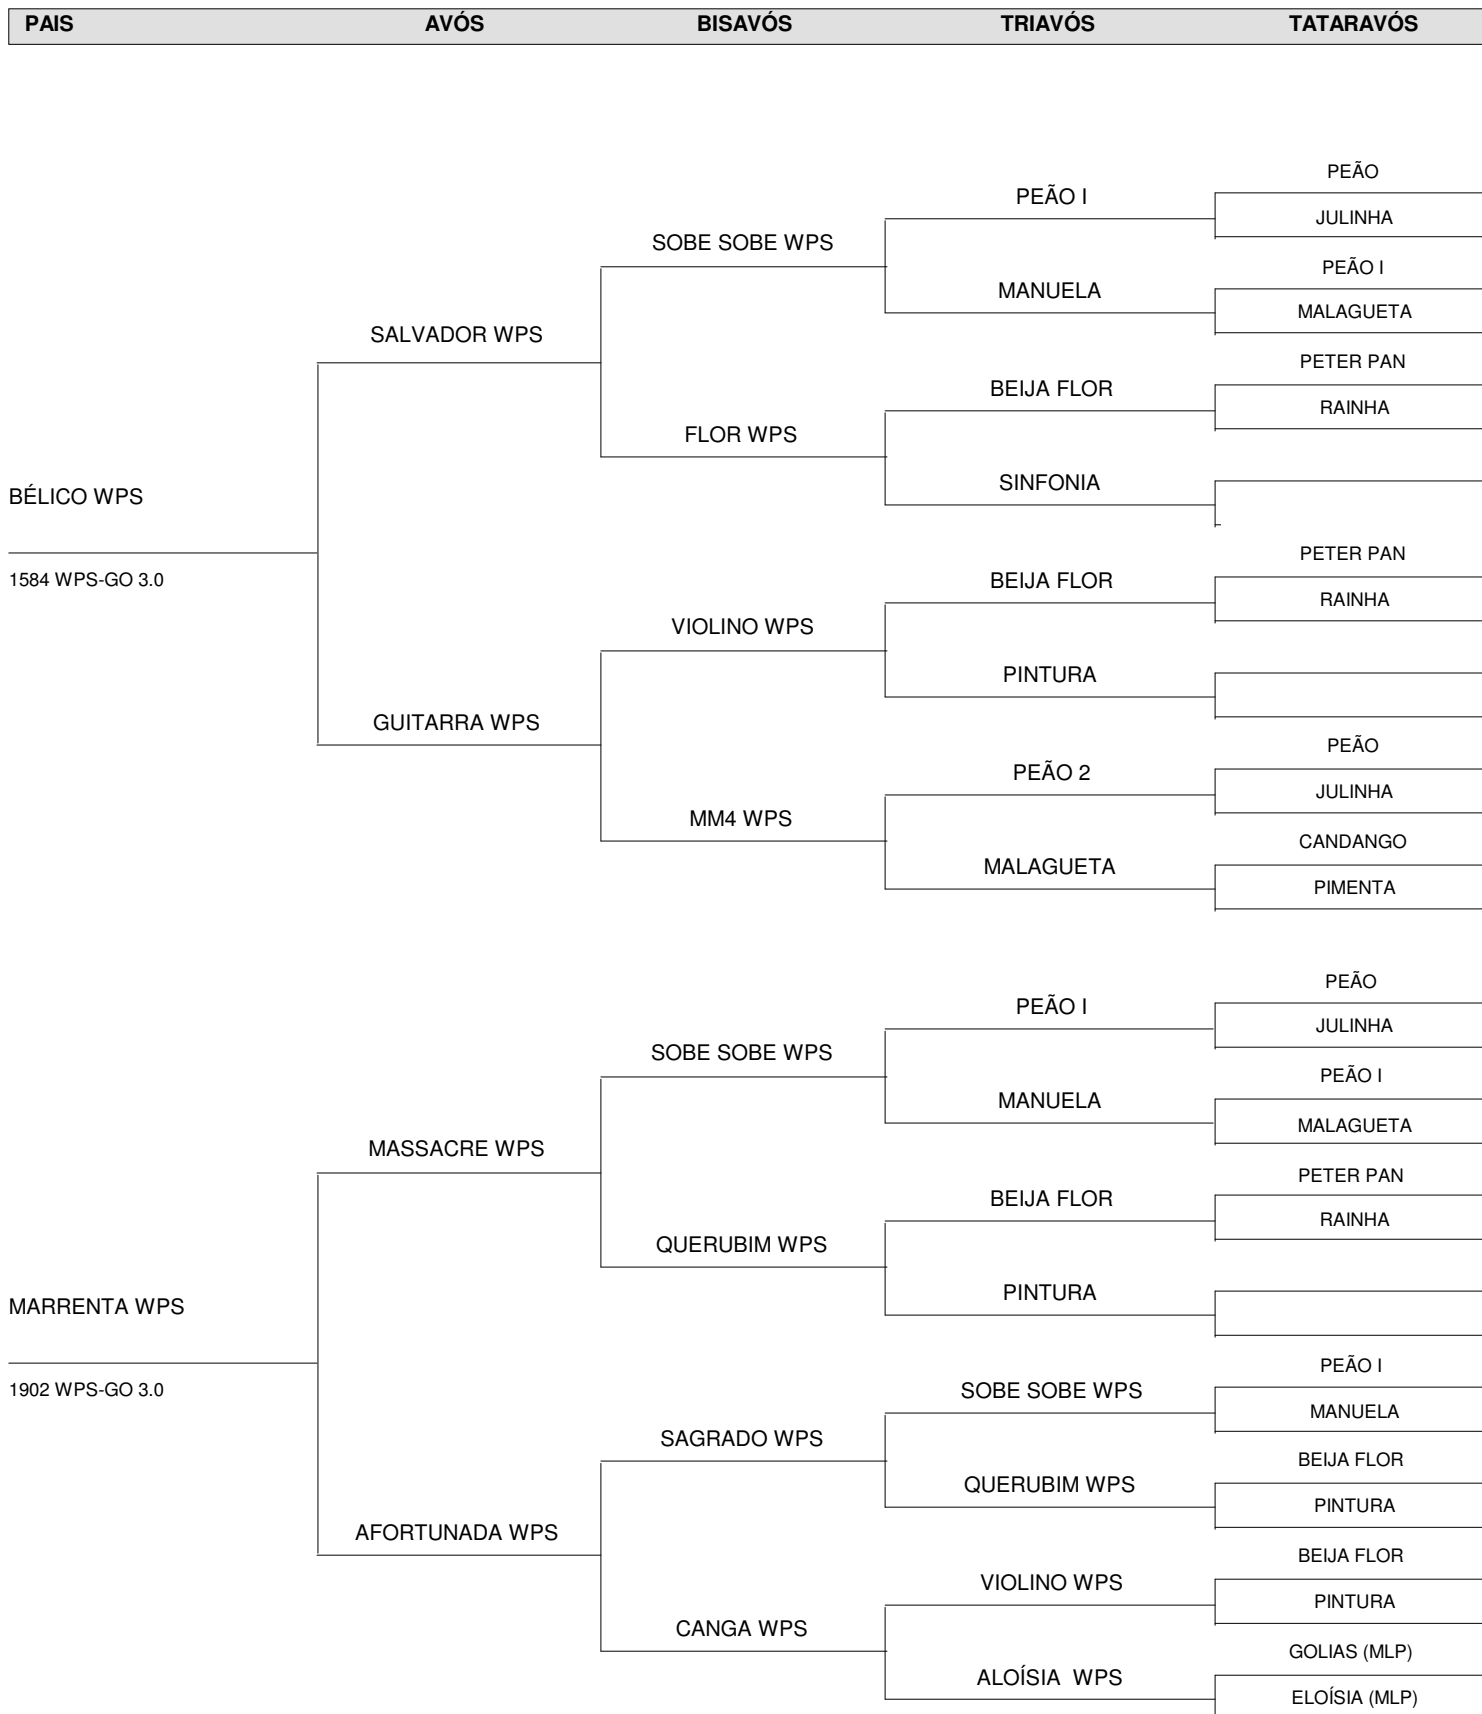 PAIS AVÓS BISAVÓS TRIAVÓS TATARAVÓS
PEÃO
PEÃO I
JULINHA
SOBE SOBE WPS
PEÃO I
MANUELA
MALAGUETA
SALVADOR WPS
PETER PAN
BEIJA FLOR
RAINHA
FLOR WPS
SINFONIA
BÉLICO WPS
PETER PAN
1584 WPS-GO 3.0
BEIJA FLOR
RAINHA
VIOLINO WPS
PINTURA
GUITARRA WPS
PEÃO
PEÃO 2
JULINHA
MM4 WPS
CANDANGO
MALAGUETA
PIMENTA
PEÃO
PEÃO I
JULINHA
SOBE SOBE WPS
PEÃO I
MANUELA
MALAGUETA
MASSACRE WPS
PETER PAN
BEIJA FLOR
RAINHA
QUERUBIM WPS
PINTURA
MARRENTA WPS
PEÃO I
1902 WPS-GO 3.0
SOBE SOBE WPS
MANUELA
SAGRADO WPS
BEIJA FLOR
QUERUBIM WPS
PINTURA
AFORTUNADA WPS
BEIJA FLOR
VIOLINO WPS
PINTURA
CANGA WPS
GOLIAS (MLP)
ALOÍSIA WPS
ELOÍSIA (MLP)